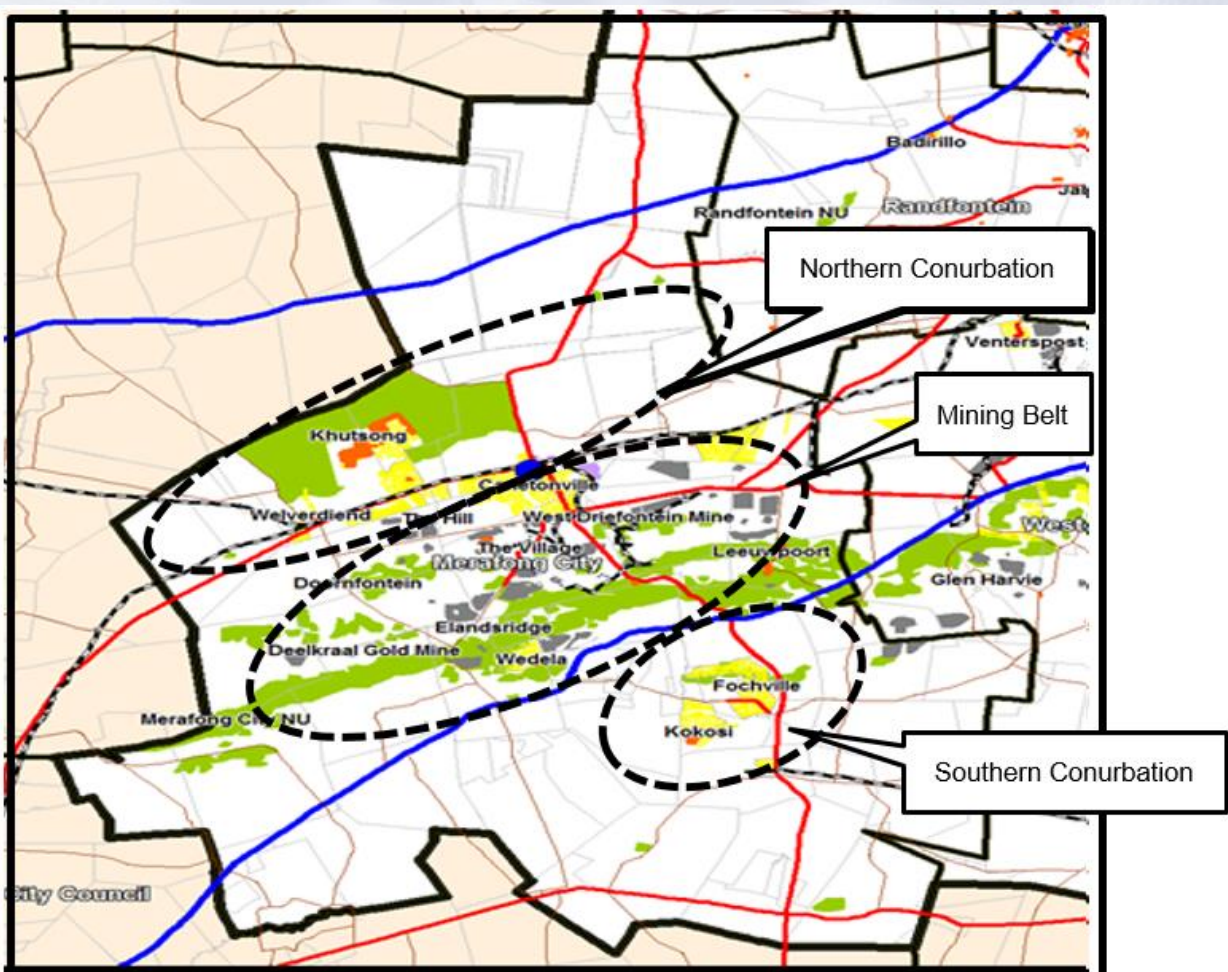 Badirillo
Randfontein NU
Randfontein
Northern Conurbation
Venterspost
Mining Belt
Khutsong
Carletonville
Welverdiend
The Hill
West Driefontein Mine
The Village
Merafong City
Leeuwpoort
West
Doornfontein
Glen Harvie
Elandsridge
Deelkraal Gold Mine
Wedela
Fochville
Merafong City NU
Kokosi
Southern Conurbation
City Council